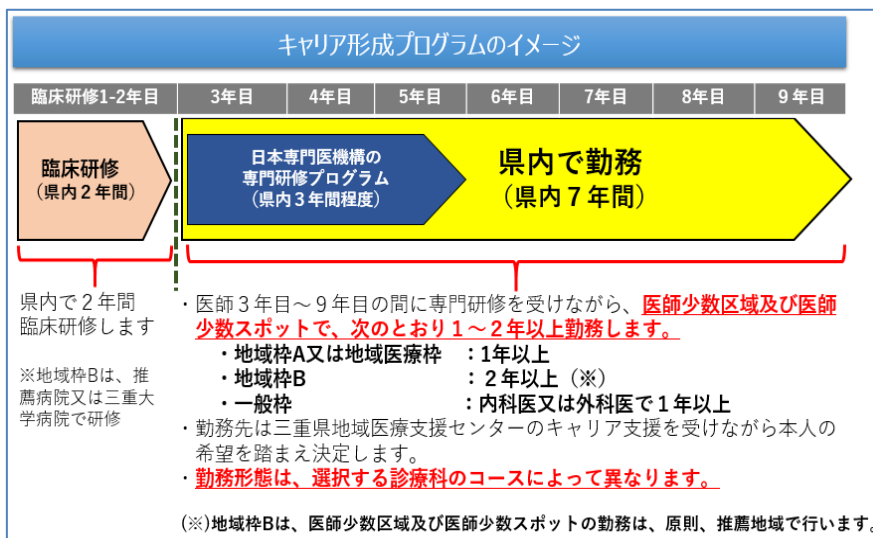 キャリア形成プログラムのイメージ
臨床研修1-2年目 3年目 4年目 5年目 6年目 7年目 8年目 9年目
臨床研修
(県内2年間)
日本専門医機構の
専門研修プログラム
(県内3年間程度)
県内で勤務
(県内7年間)
県内で2年間
臨床研修します
※地域枠Bは、推
薦病院又は三重大
学病院で研修
・医師3年目～9年目の間に専門研修を受けながら、医師少数区域及び医師
少数スポットで、次のとおり1～2年以上勤務します。
・地域枠A又は地域医療枠 :1年以上
・地域枠B :2年以上(※)
・一般枠 :内科医又は外科医で1年以上
・勤務先は三重県地域医療支援センターのキャリア支援を受けながら本人の
希望を踏まえ決定します。
・勤務形態は、選択する診療科のコースによって異なります。
(※)地域枠Bは、医師少数区域及び医師少数スポットの勤務は、原則、推薦地域で行います。